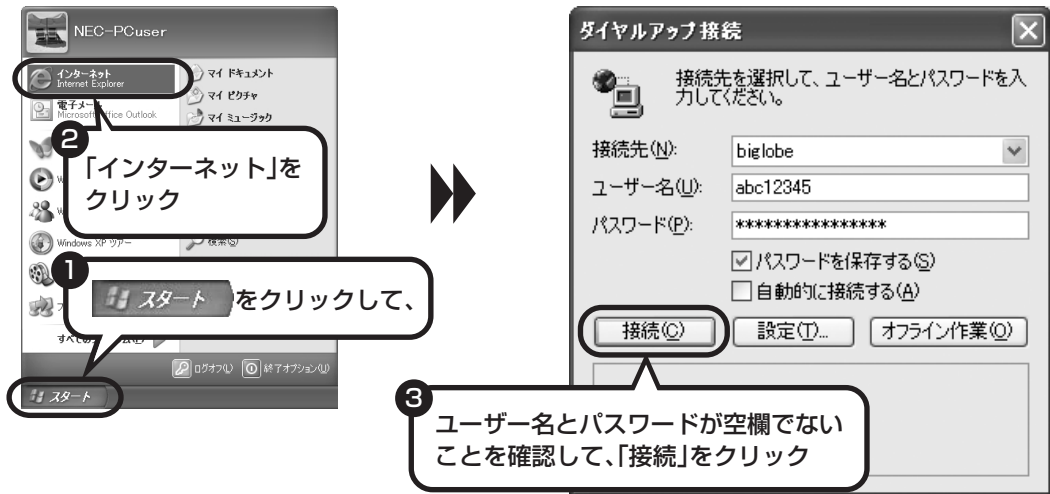 NEC-PCuser
インターネット
Internet Explorer
電子メール
Microsoft Office Outlook
マイ ドキュメント
マイ ピクチャ
マイ ミュージック
❷
「インターネット」を
クリック
Windows XP ツアー
検索(S)
❶
スタート をクリックして、
ログオフ(L) 終了オプション(U)
スタート
ダイヤルアップ接続
接続先を選択して、ユーザー名とパスワードを入
力してください。
接続先(N): biglobe
ユーザー名(U): abc12345
パスワード(P): ****************
パスワードを保存する(S)
自動的に接続する(A)
接続(C) 設定(T)... オフライン作業(O)
❸
ユーザー名とパスワードが空欄でない
ことを確認して、「接続」をクリック